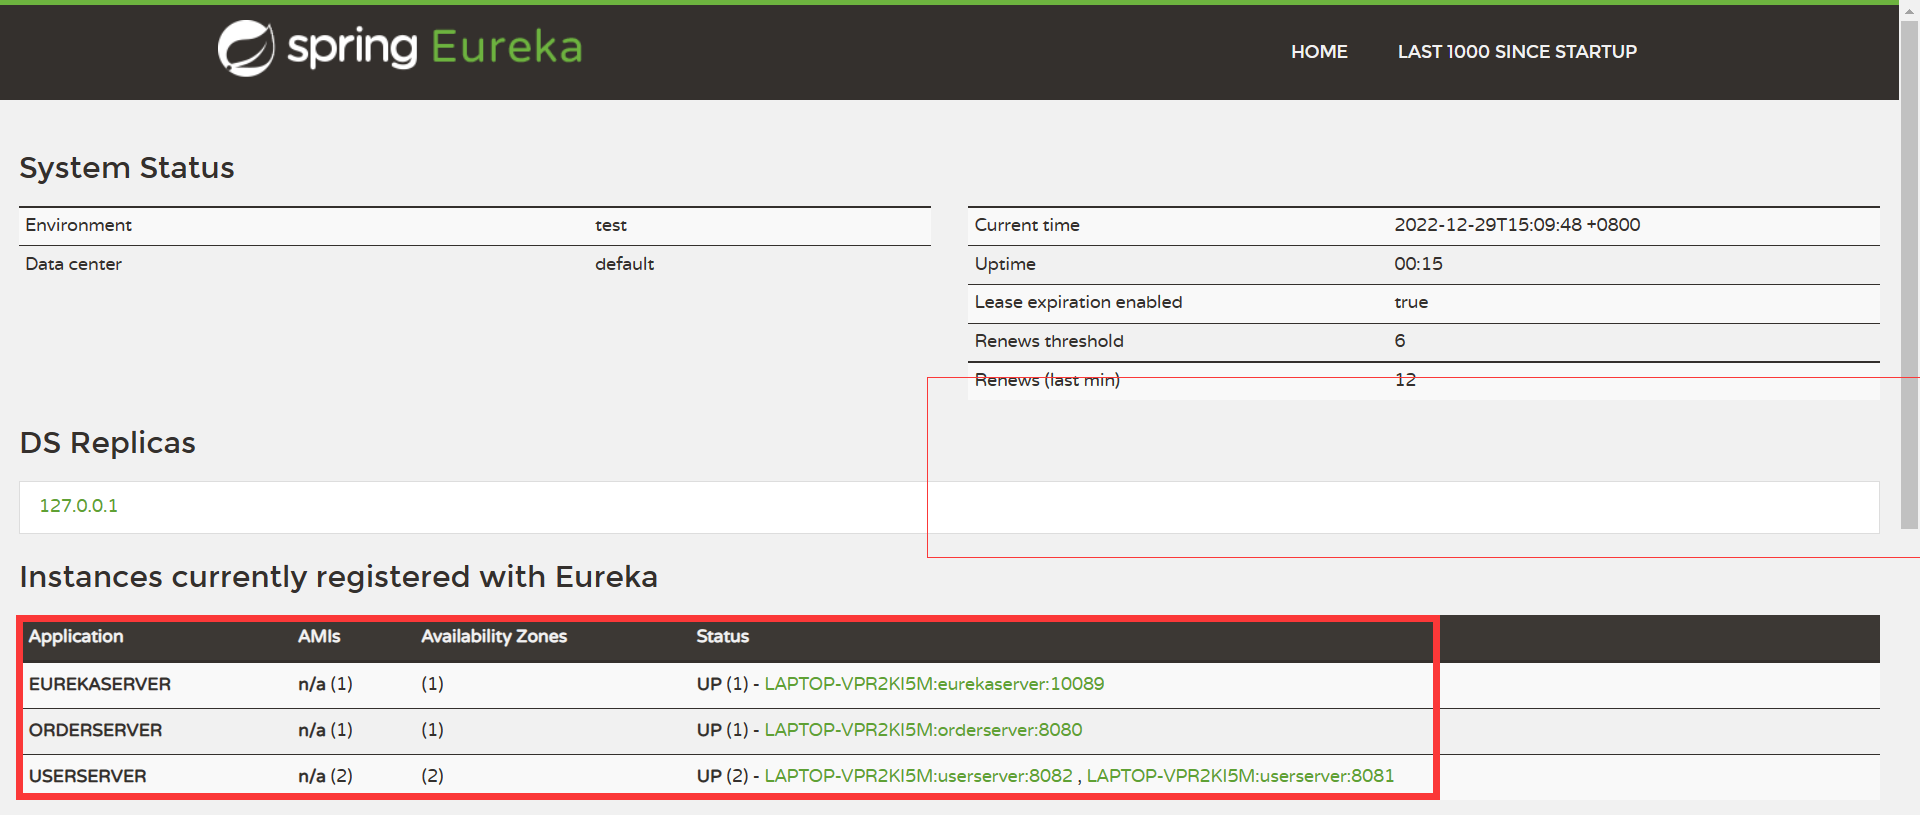 spring Eureka
HOME LAST 1000 SINCE STARTUP
System Status
Environment test
Data center default
Current time 2022-12-29T15:09:48 +0800
Uptime 00:15
Lease expiration enabled true
Renews threshold 6
Renews (last min) 12
DS Replicas
127.0.0.1
Instances currently registered with Eureka
Application AMIs Availability Zones Status
EUREKASERVER n/a (1) (1) UP (1) - LAPTOP-VPR2KI5M:eurekaserver:10089
ORDERSERVER n/a (1) (1) UP (1) - LAPTOP-VPR2KI5M:orderserver:8080
USERSERVER n/a (2) (2) UP (2) - LAPTOP-VPR2KI5M:userserver:8082 , LAPTOP-VPR2KI5M:userserver:8081